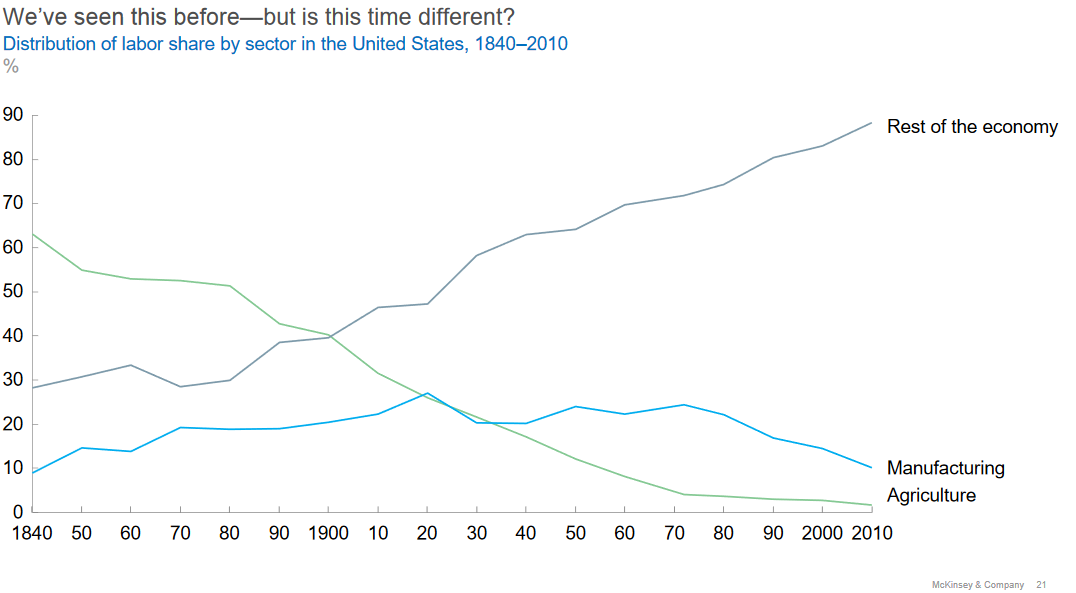 We’ve seen this before—but is this time different?
Distribution of labor share by sector in the United States, 1840–2010
%
90
Rest of the economy
80
70
60
50
40
30
20
10
Manufacturing
Agriculture
0
1840 50 60 70 80 90 1900 10 20 30 40 50 60 70 80 90 2000 2010
McKinsey & Company 21